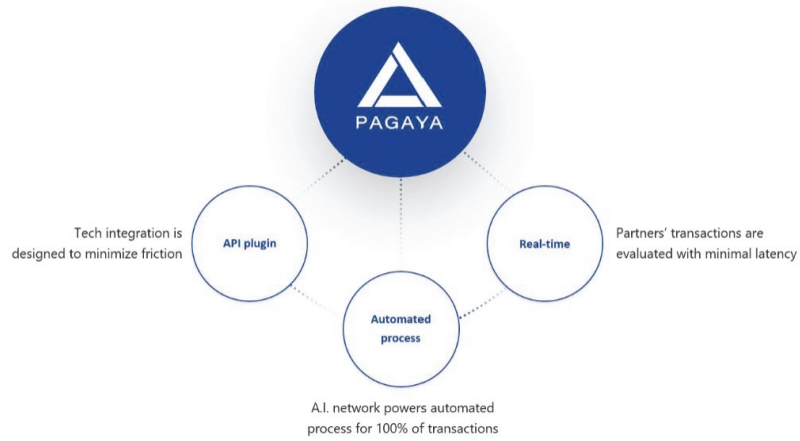 PAGAYA
Tech integration is
designed to minimize friction
API plugin
Real-time
Partners' transactions are
evaluated with minimal latency
Automated
process
A.I. network powers automated
process for 100% of transactions